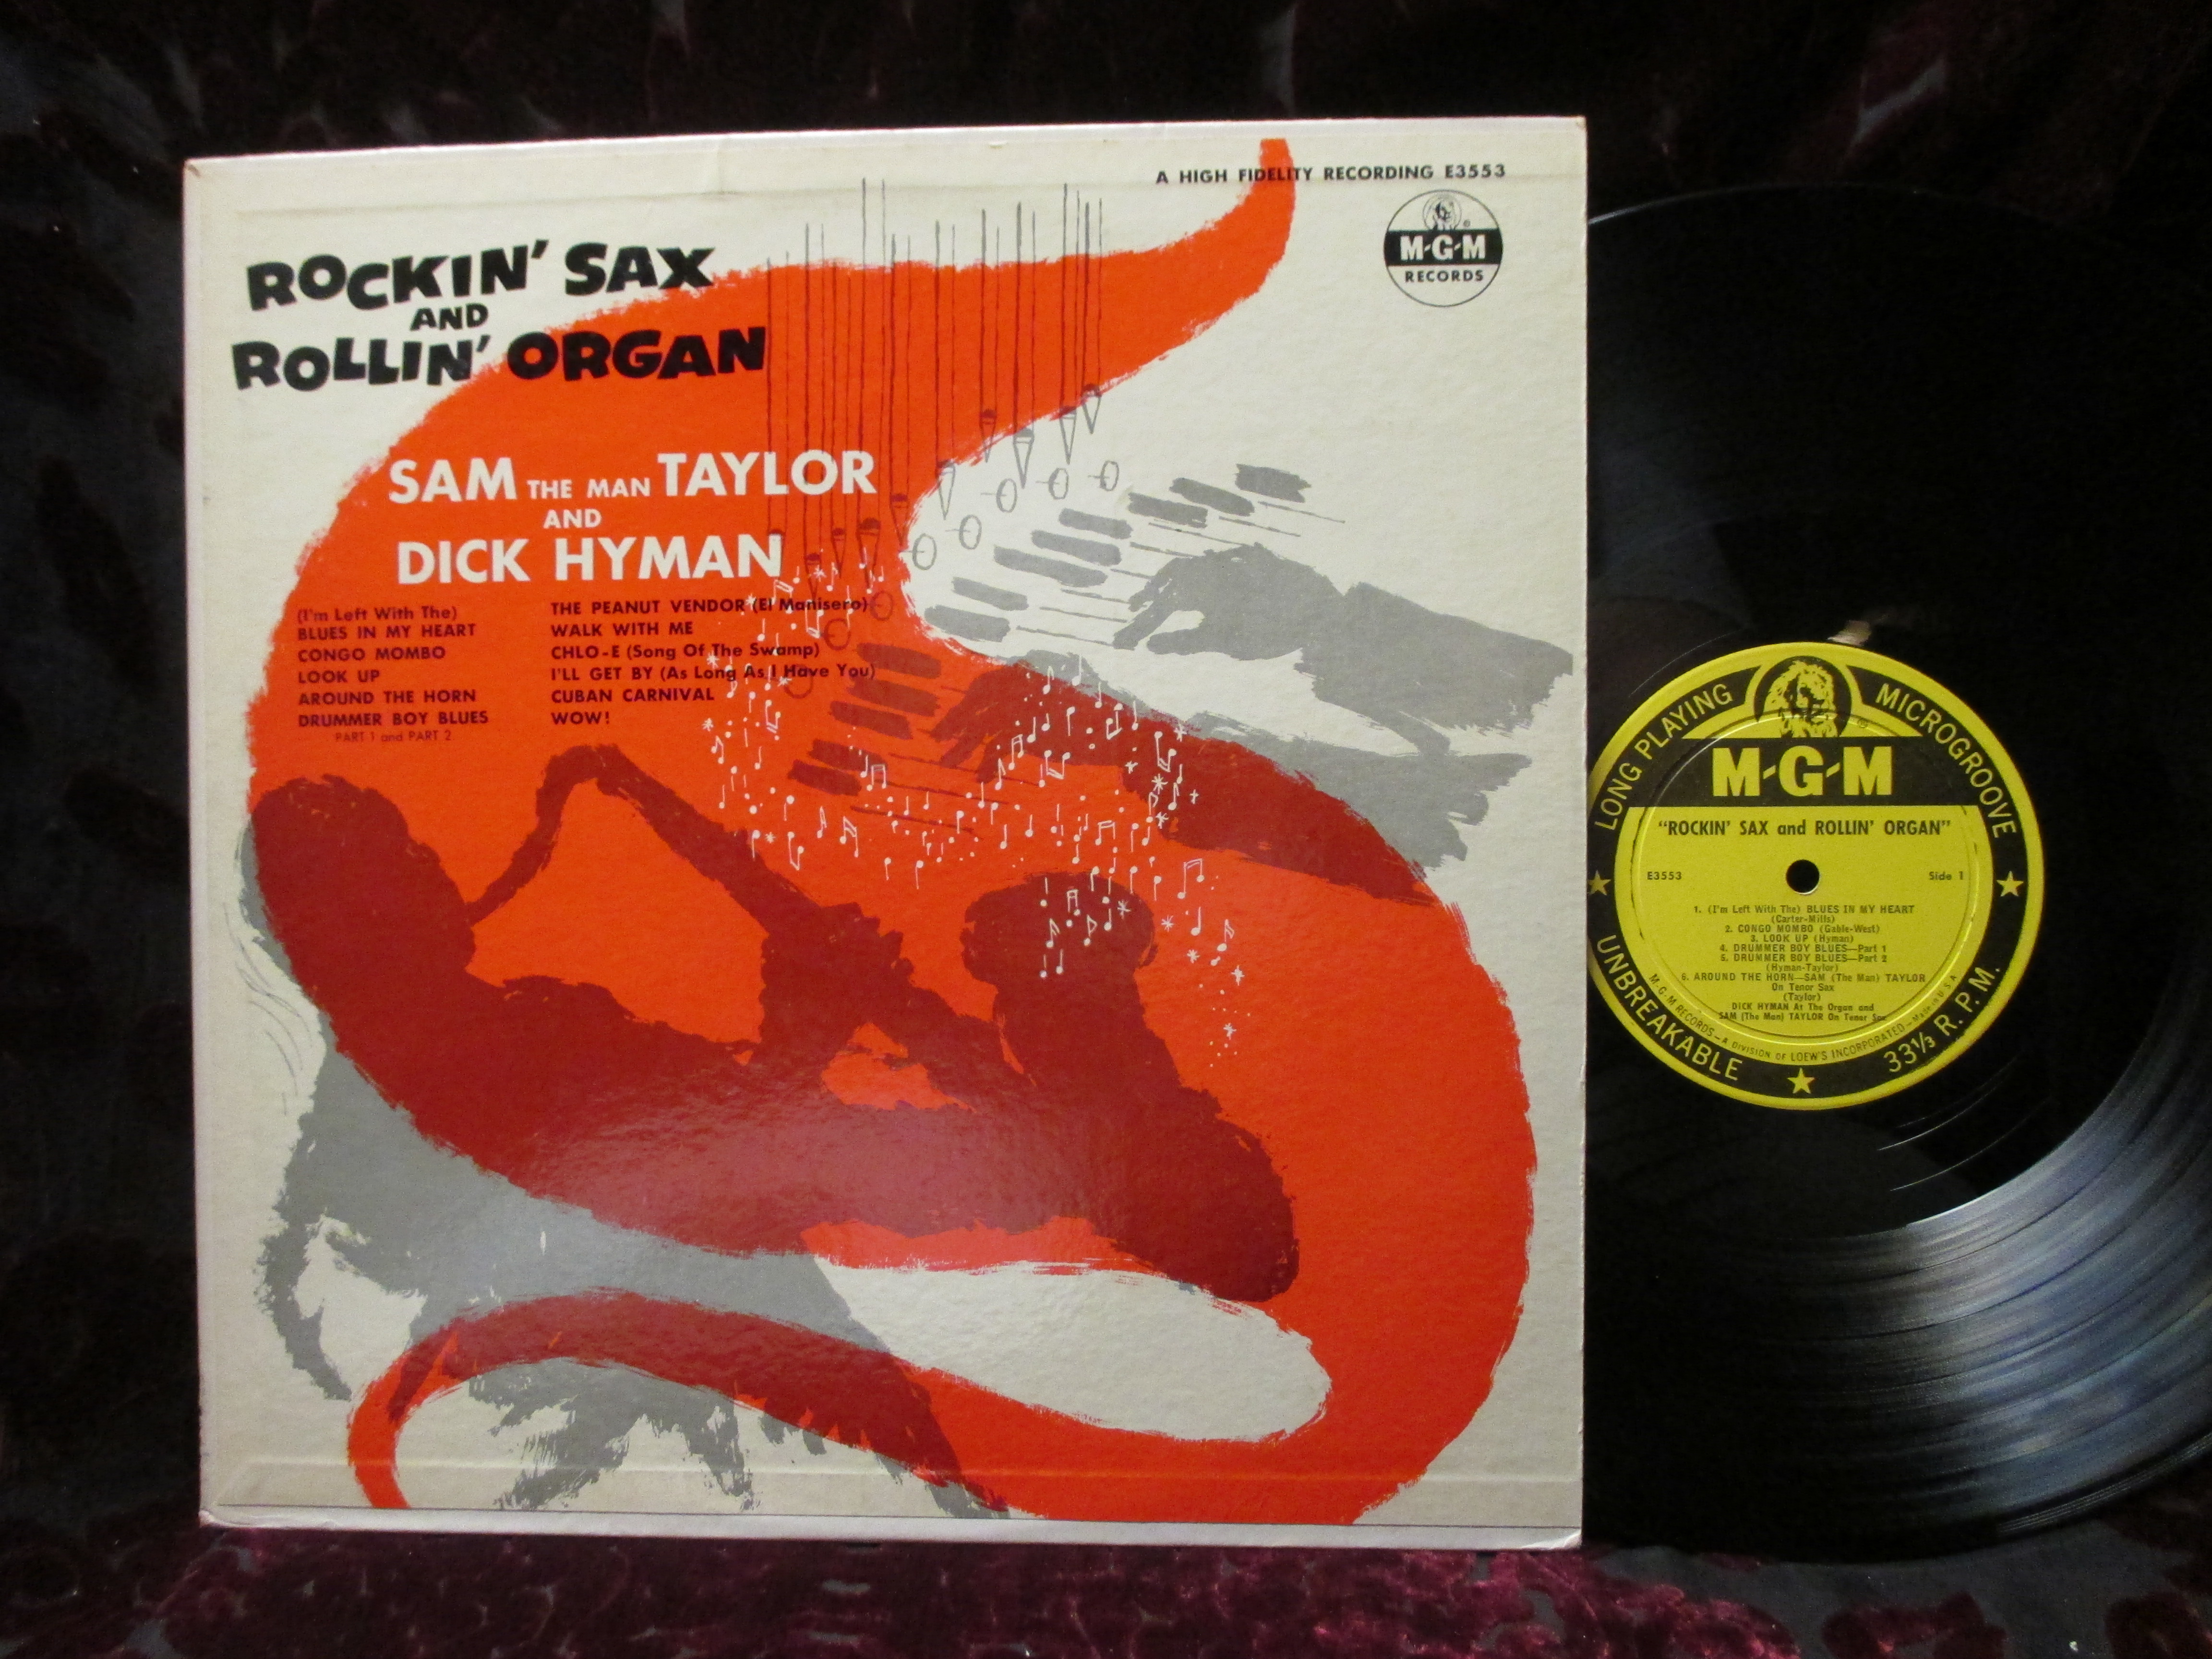 A HIGH FIDELITY RECORDING E3553
M-G-M
RECORDS
ROCKIN' SAX
AND
ROLLIN' ORGAN
SAM THE MAN TAYLOR
AND
DICK HYMAN
(I'm Left With The)
BLUES IN MY HEART
CONGO MOMBO
LOOK UP
AROUND THE HORN
DRUMMER BOY BLUES
PART 1 and PART 2
THE PEANUT VENDOR (El Manisero)
WALK WITH ME
CHLO-E (Song Of The Swamp)
I'LL GET BY (As Long As I Have You)
CUBAN CARNIVAL
WOW!
LONG PLAYING MICROGROOVE
M-G-M
"ROCKIN' SAX and ROLLIN' ORGAN"
E3553 Side 1
1. (I'm Left With The) BLUES IN MY HEART
(Carter-Mills)
2. CONGO MOMBO (Gable-West)
3. LOOK UP (Hyman)
4. DRUMMER BOY BLUES—Part 1
5. DRUMMER BOY BLUES—Part 2
(Hyman-Taylor)
6. AROUND THE HORN—SAM (The Man) TAYLOR
On Tenor Sax
(Taylor)
DICK HYMAN At The Organ and
SAM (The Man) TAYLOR On Tenor Sax
M-G-M RECORDS—A DIVISION OF LOEW'S INCORPORATED—Made in U.S.A
UNBREAKABLE 33⅓ R.P.M.